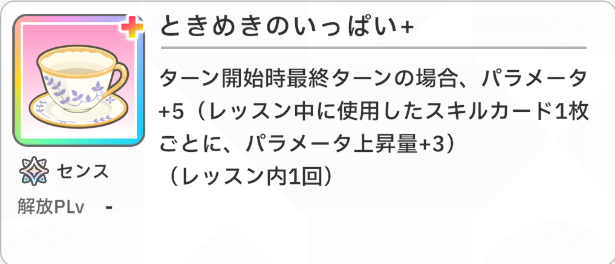 ときめきのいっぱい+
ターン開始時最終ターンの場合、パラメータ
+5（レッスン中に使用したスキルカード1枚
ごとに、パラメータ上昇量+3）
（レッスン内1回）
センス
解放PLv -